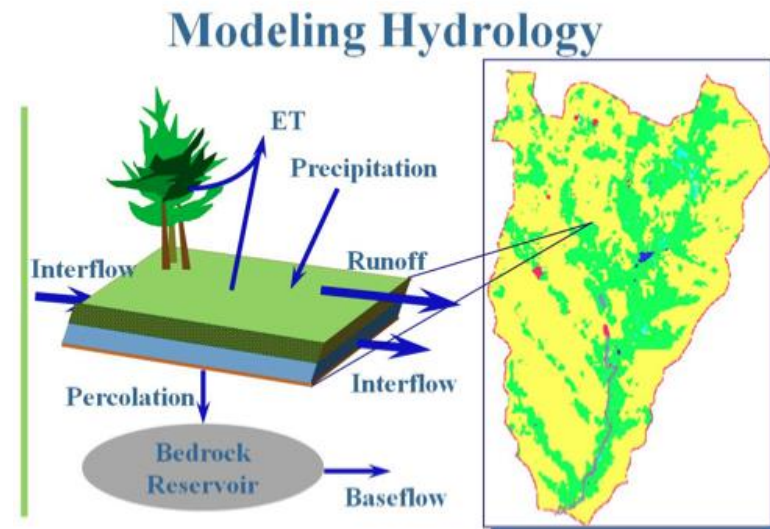 Modeling Hydrology
ET
Precipitation
Interflow
Runoff
Interflow
Percolation
Bedrock
Reservoir
Baseflow